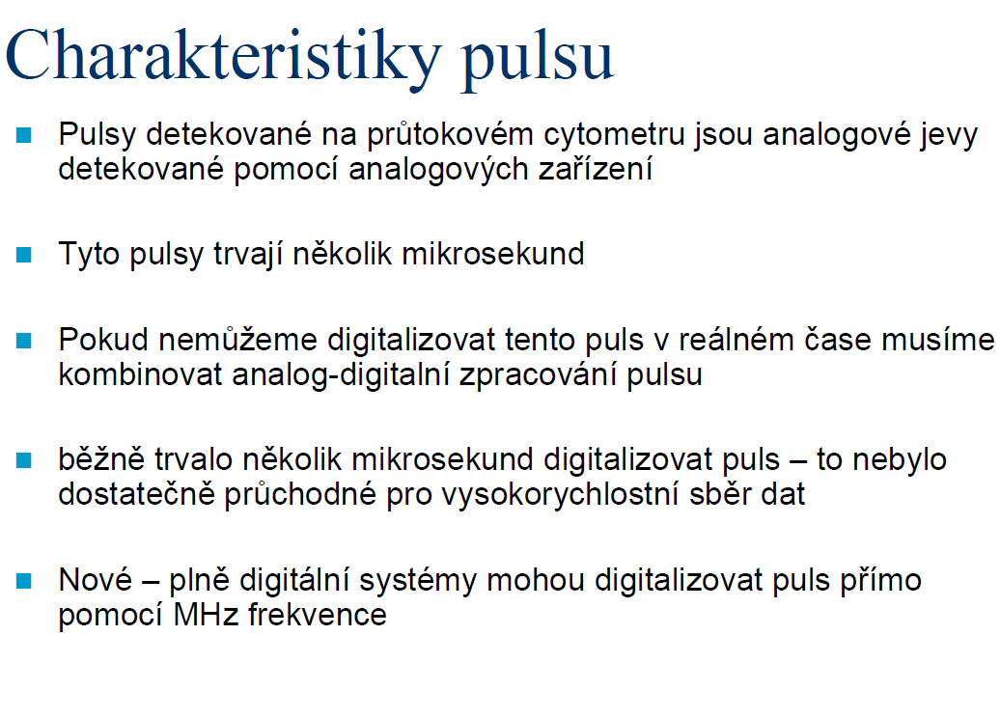 Charakteristiky pulsu
Pulsy detekované na průtokovém cytometru jsou analogové jevy
detekované pomocí analogových zařízení
Tyto pulsy trvají několik mikrosekund
Pokud nemůžeme digitalizovat tento puls v reálném čase musíme
kombinovat analog-digitalní zpracování pulsu
běžně trvalo několik mikrosekund digitalizovat puls – to nebylo
dostatečně průchodné pro vysokorychlostní sběr dat
Nové – plně digitální systémy mohou digitalizovat puls přímo
pomocí MHz frekvence